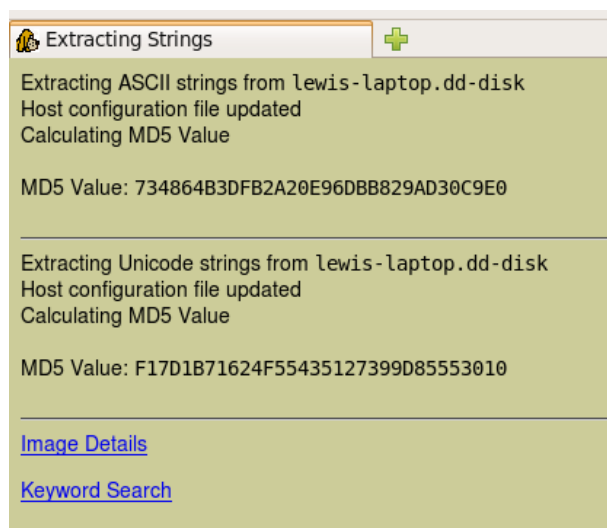 Extracting Strings
Extracting ASCII strings from lewis-laptop.dd-disk
Host configuration file updated
Calculating MD5 Value
MD5 Value: 734864B3DFB2A20E96DBB829AD30C9E0
Extracting Unicode strings from lewis-laptop.dd-disk
Host configuration file updated
Calculating MD5 Value
MD5 Value: F17D1B71624F55435127399D85553010
Image Details
Keyword Search